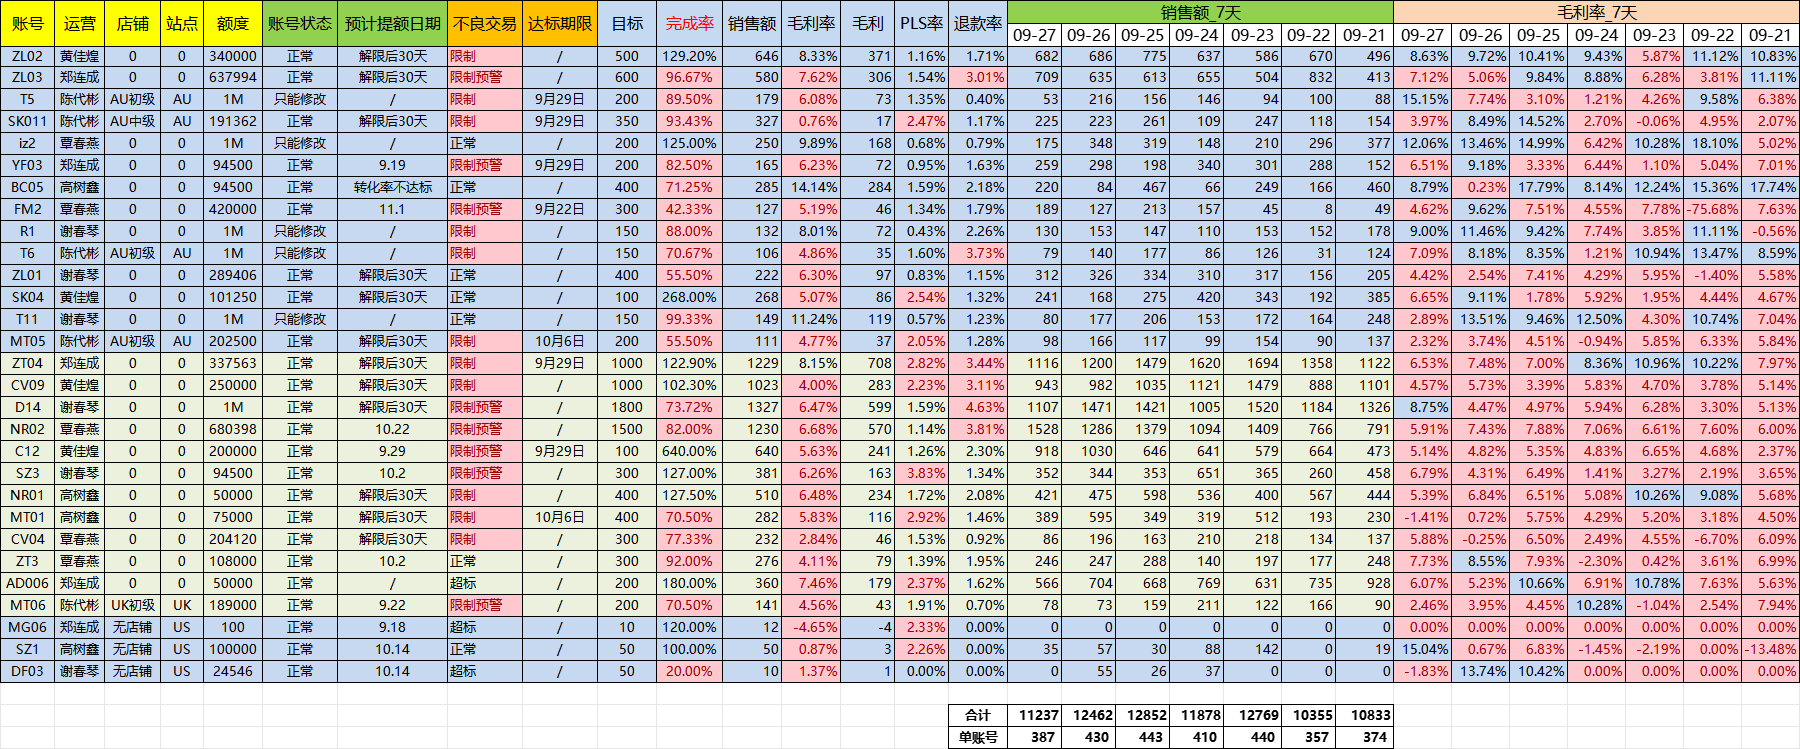 账号 运营 店铺 站点 额度 账号状态 预计提额日期 不良交易 达标期限 目标 完成率 销售额 毛利率 毛利 PLS率 退款率 销售额_7天 毛利率_7天
09-27 09-26 09-25 09-24 09-23 09-22 09-21 09-27 09-26 09-25 09-24 09-23 09-22 09-21
ZL02 黄佳煌 0 0 340000 正常 解限后30天 限制 / 500 129.20% 646 8.33% 371 1.16% 1.71% 682 686 775 637 586 670 496 8.63% 9.72% 10.41% 9.43% 5.87% 11.12% 10.83%
ZL03 郑连成 0 0 637994 正常 解限后30天 限制预警 / 600 96.67% 580 7.62% 306 1.54% 3.01% 709 635 613 655 504 832 413 7.12% 5.06% 9.84% 8.88% 6.28% 3.81% 11.11%
T5 陈代彬 AU初级 AU 1M 只能修改 / 限制 9月29日 200 89.50% 179 6.08% 73 1.35% 0.40% 53 216 156 146 94 100 88 15.15% 7.74% 3.10% 1.21% 4.26% 9.58% 6.38%
SK011 陈代彬 AU中级 AU 191362 正常 解限后30天 限制 9月29日 350 93.43% 327 0.76% 17 2.47% 1.17% 225 223 261 109 247 118 154 3.97% 8.49% 14.52% 2.70% -0.06% 4.95% 2.07%
iz2 覃春燕 0 0 1M 只能修改 / 正常 / 200 125.00% 250 9.89% 168 0.68% 0.79% 175 348 319 148 210 296 377 12.06% 13.46% 14.99% 6.42% 10.28% 18.10% 5.02%
YF03 郑连成 0 0 94500 正常 9.19 限制预警 9月29日 200 82.50% 165 6.23% 72 0.95% 1.63% 259 298 198 340 301 288 152 6.51% 9.18% 3.33% 6.44% 1.10% 5.04% 7.01%
BC05 高树鑫 0 0 94500 正常 转化率不达标 正常 / 400 71.25% 285 14.14% 284 1.59% 2.18% 220 84 467 66 249 166 460 8.79% 0.23% 17.79% 8.14% 12.24% 15.36% 17.74%
FM2 覃春燕 0 0 420000 正常 11.1 限制预警 9月22日 300 42.33% 127 5.19% 46 1.34% 1.79% 189 127 213 157 45 8 49 4.62% 9.62% 7.51% 4.55% 7.78% -75.68% 7.63%
R1 谢春琴 0 0 1M 只能修改 / 限制 / 150 88.00% 132 8.01% 72 0.43% 2.26% 130 153 147 110 153 152 178 9.00% 11.46% 9.42% 7.74% 3.85% 11.11% -0.56%
T6 陈代彬 AU初级 AU 1M 只能修改 / 限制 / 150 70.67% 106 4.86% 35 1.60% 3.73% 79 140 177 86 126 31 124 7.09% 8.18% 8.35% 1.21% 10.94% 13.47% 8.59%
ZL01 谢春琴 0 0 289406 正常 解限后30天 正常 / 400 55.50% 222 6.30% 97 0.83% 1.15% 312 326 334 310 317 156 205 4.42% 2.54% 7.41% 4.29% 5.95% -1.40% 5.58%
SK04 黄佳煌 0 0 101250 正常 解限后30天 正常 / 100 268.00% 268 5.07% 86 2.54% 1.32% 241 168 275 420 343 192 385 6.65% 9.11% 1.78% 5.92% 1.95% 4.44% 4.67%
T11 谢春琴 0 0 1M 只能修改 / 正常 / 150 99.33% 149 11.24% 119 0.57% 1.23% 80 177 206 153 172 164 248 2.89% 13.51% 9.46% 12.50% 4.30% 10.74% 7.04%
MT05 陈代彬 AU初级 AU 202500 正常 解限后30天 限制 10月6日 200 55.50% 111 4.77% 37 2.05% 1.28% 98 166 117 99 154 90 137 2.32% 3.74% 4.51% -0.94% 5.85% 6.33% 5.84%
ZT04 郑连成 0 0 337563 正常 解限后30天 限制 9月29日 1000 122.90% 1229 8.15% 708 2.82% 3.44% 1116 1200 1479 1620 1694 1358 1122 6.53% 7.48% 7.00% 8.36% 10.96% 10.22% 7.97%
CV09 黄佳煌 0 0 250000 正常 解限后30天 限制 / 1000 102.30% 1023 4.00% 283 2.23% 3.11% 943 982 1035 1121 1479 888 1101 4.57% 5.73% 3.39% 5.83% 4.70% 3.78% 5.14%
D14 谢春琴 0 0 1M 正常 解限后30天 限制预警 / 1800 73.72% 1327 6.47% 599 1.59% 4.63% 1107 1471 1421 1005 1520 1184 1326 8.75% 4.47% 4.97% 5.94% 6.28% 3.30% 5.13%
NR02 覃春燕 0 0 680398 正常 10.22 限制预警 / 1500 82.00% 1230 6.68% 570 1.14% 3.81% 1528 1286 1379 1094 1409 766 791 5.91% 7.43% 7.88% 7.06% 6.61% 7.60% 6.00%
C12 黄佳煌 0 0 200000 正常 9.29 限制预警 9月29日 100 640.00% 640 5.63% 241 1.26% 2.30% 918 1030 646 641 579 664 473 5.14% 4.82% 5.35% 4.83% 6.65% 4.68% 2.37%
SZ3 谢春琴 0 0 94500 正常 10.2 限制预警 / 300 127.00% 381 6.26% 163 3.83% 1.34% 352 344 353 651 365 260 458 6.79% 4.31% 6.49% 1.41% 3.27% 2.19% 3.65%
NR01 高树鑫 0 0 50000 正常 解限后30天 限制 / 400 127.50% 510 6.48% 234 1.72% 2.08% 421 475 598 536 400 567 444 5.39% 6.84% 6.51% 5.08% 10.26% 9.08% 5.68%
MT01 高树鑫 0 0 75000 正常 解限后30天 限制 10月6日 400 70.50% 282 5.83% 116 2.92% 1.46% 389 595 349 319 512 193 230 -1.41% 0.72% 5.75% 4.29% 5.20% 3.18% 4.50%
CV04 覃春燕 0 0 204120 正常 解限后30天 限制 / 300 77.33% 232 2.84% 46 1.53% 0.92% 86 196 163 210 218 134 137 5.88% -0.25% 6.50% 2.49% 4.55% -6.70% 6.09%
ZT3 覃春燕 0 0 108000 正常 10.2 正常 / 300 92.00% 276 4.11% 79 1.39% 1.95% 246 247 288 140 197 177 248 7.73% 8.55% 7.93% -2.30% 0.42% 3.61% 6.99%
AD006 郑连成 0 0 50000 正常 / 超标 / 200 180.00% 360 7.46% 179 2.37% 1.62% 566 704 668 769 631 735 928 6.07% 5.23% 10.66% 6.91% 10.78% 7.63% 5.63%
MT06 陈代彬 UK初级 UK 189000 正常 9.22 限制预警 / 200 70.50% 141 4.56% 43 1.91% 0.70% 78 73 159 211 122 166 90 2.46% 3.95% 4.45% 10.28% -1.04% 2.54% 7.94%
MG06 郑连成 无店铺 US 100 正常 9.18 超标 / 10 120.00% 12 -4.65% -4 2.33% 0.00% 0 0 0 0 0 0 0 0.00% 0.00% 0.00% 0.00% 0.00% 0.00% 0.00%
SZ1 高树鑫 无店铺 US 100000 正常 10.14 正常 / 50 100.00% 50 0.87% 3 2.26% 0.00% 35 57 30 88 142 0 19 15.04% 0.67% 6.83% -1.45% -2.19% 0.00% -13.48%
DF03 谢春琴 无店铺 US 24546 正常 10.14 超标 / 50 20.00% 10 1.37% 1 0.00% 0.00% 0 55 26 37 0 0 0 -1.83% 13.74% 10.42% 0.00% 0.00% 0.00% 0.00%
合计 11237 12462 12852 11878 12769 10355 10833
单账号 387 430 443 410 440 357 374